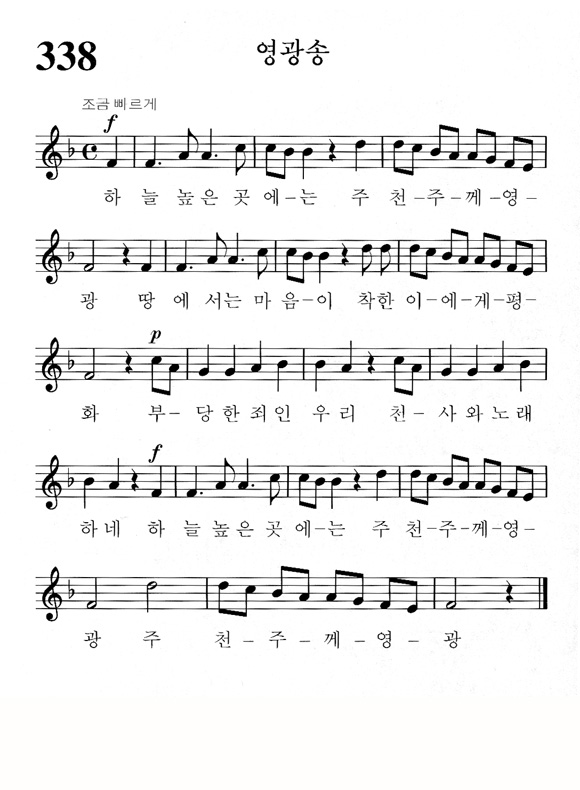 338 영광송
조금 빠르게
f
하 늘 높 은 곳 에–는 주 천–주–께–영–
광 땅 에 서는 마 음–이 착한 이–에–게–평–
p
화 부–당 한 죄 인 우 리 천–사 와 노 래
f
하 네 하 늘 높 은 곳 에–는 주 천–주–께–영–
광 주 천–주–께–영–광